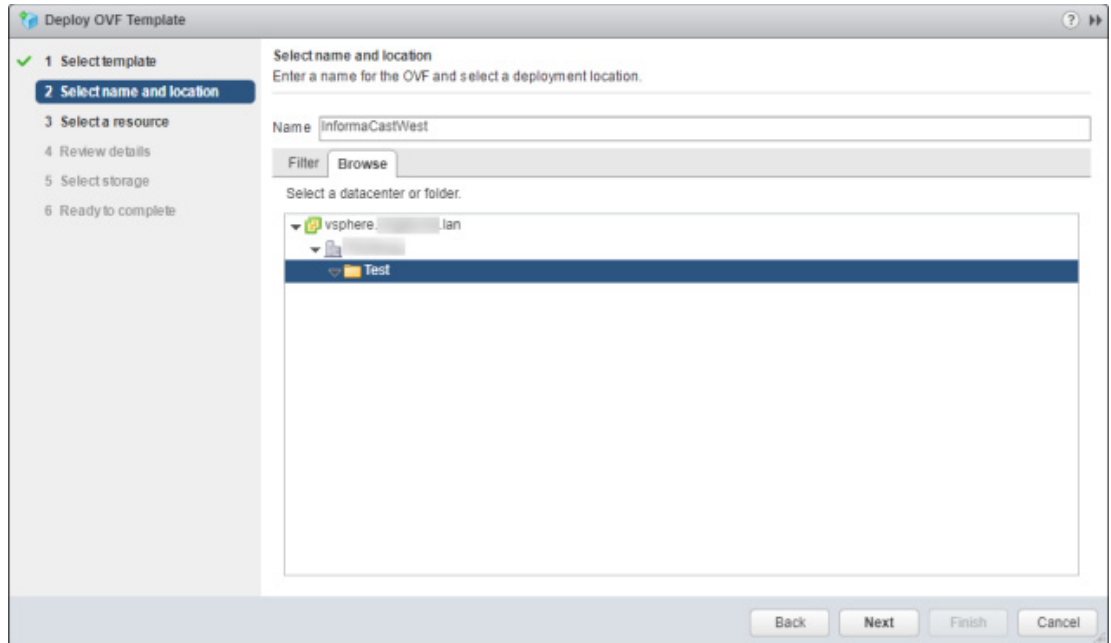 Deploy OVF Template
1 Select template
2 Select name and location
3 Select a resource
4 Review details
5 Select storage
6 Ready to complete
Select name and location
Enter a name for the OVF and select a deployment location.
Name InformaCastWest
Filter Browse
Select a datacenter or folder.
vsphere. .lan
Test
Back Next Finish Cancel